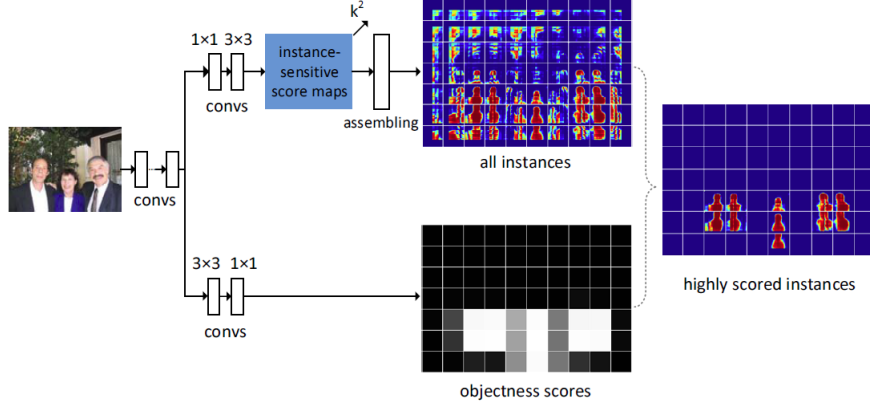 k²
1×1 3×3
instance-
sensitive
score maps
convs
assembling
all instances
convs
3×3 1×1
convs
highly scored instances
objectness scores